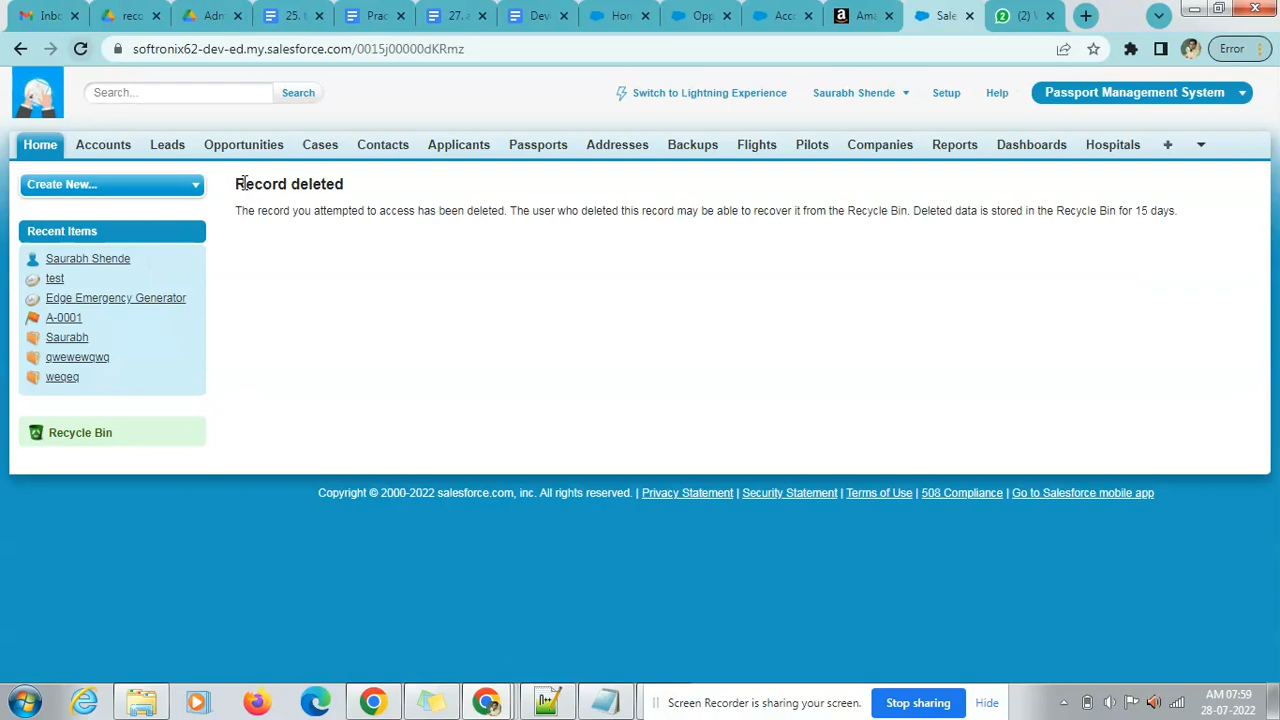 Inbo
reco
Adm
25. t
Prac
27. a
Deve
Hon
Opp
Acc
Ama
Sale
(2) \
softronix62-dev-ed.my.salesforce.com/0015j00000dKRmz
Error
Search...
Search
Switch to Lightning Experience
Saurabh Shende
Setup
Help
Passport Management System
Home
Accounts
Leads
Opportunities
Cases
Contacts
Applicants
Passports
Addresses
Backups
Flights
Pilots
Companies
Reports
Dashboards
Hospitals
+
Create New...
Record deleted
The record you attempted to access has been deleted. The user who deleted this record may be able to recover it from the Recycle Bin. Deleted data is stored in the Recycle Bin for 15 days.
Recent Items
Saurabh Shende
test
Edge Emergency Generator
A-0001
Saurabh
qwewewqwq
weqeq
Recycle Bin
Copyright © 2000-2022 salesforce.com, inc. All rights reserved. | Privacy Statement | Security Statement | Terms of Use | 508 Compliance | Go to Salesforce mobile app
Screen Recorder is sharing your screen.
Stop sharing
Hide
AM 07:59
28-07-2022